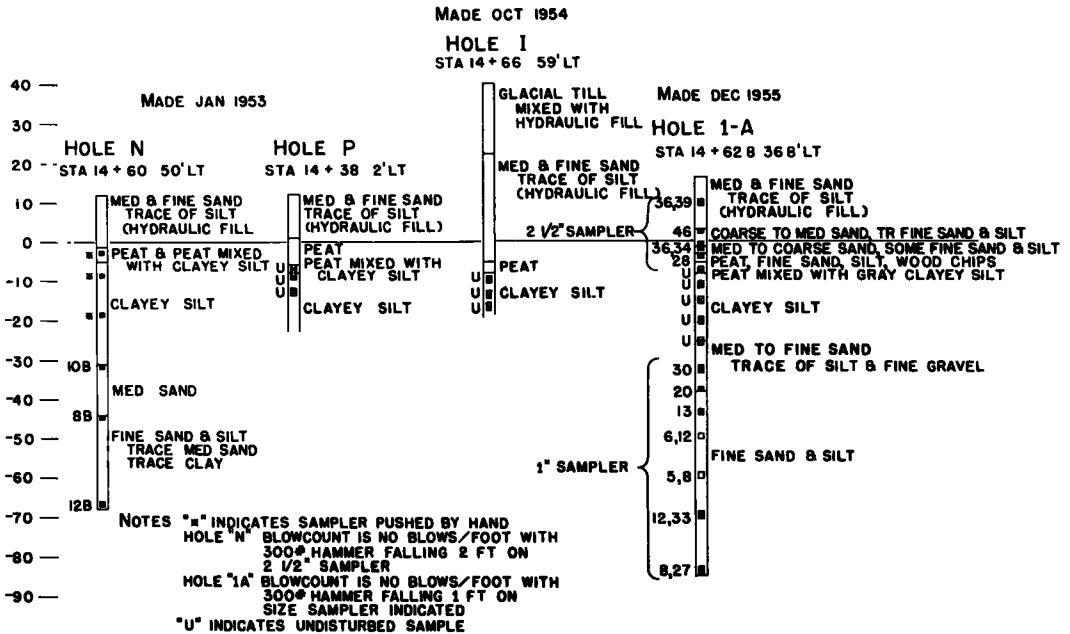 MADE OCT 1954
HOLE I
STA 14 + 66 59' LT
MADE JAN 1953
MADE DEC 1955
HOLE N
STA 14 + 60 50' LT
HOLE P
STA 14 + 38 2' LT
HOLE 1-A
STA 14 + 62 8 36 8' LT
40
30
20
10
0
-10
-20
-30
-40
-50
-60
-70
-80
-90
MED & FINE SAND
TRACE OF SILT
(HYDRAULIC FILL
PEAT & PEAT MIXED
WITH CLAYEY SILT
CLAYEY SILT
10B
MED SAND
8B
FINE SAND & SILT
TRACE MED SAND
TRACE CLAY
12B
MED & FINE SAND
TRACE OF SILT
(HYDRAULIC FILL)
PEAT
PEAT MIXED WITH
CLAYEY SILT
U
U
U
CLAYEY SILT
GLACIAL TILL
MIXED WITH
HYDRAULIC FILL
MED & FINE SAND
TRACE OF SILT
(HYDRAULIC FILL)
PEAT
U
U
CLAYEY SILT
U
2 1/2" SAMPLER
MED & FINE SAND
TRACE OF SILT
(HYDRAULIC FILL)
36,39
46 COARSE TO MED SAND, TR FINE SAND & SILT
36,34 MED TO COARSE SAND, SOME FINE SAND & SILT
28 PEAT, FINE SAND, SILT, WOOD CHIPS
U PEAT MIXED WITH GRAY CLAYEY SILT
U
U
CLAYEY SILT
U
U
MED TO FINE SAND
TRACE OF SILT & FINE GRAVEL
30
20
13
6,12
FINE SAND & SILT
1" SAMPLER
5,8
12,33
8,27
NOTES "■" INDICATES SAMPLER PUSHED BY HAND
HOLE "N" BLOWCOUNT IS NO BLOWS/FOOT WITH
300# HAMMER FALLING 2 FT ON
2 1/2" SAMPLER
HOLE "1A" BLOWCOUNT IS NO BLOWS/FOOT WITH
300# HAMMER FALLING 1 FT ON
SIZE SAMPLER INDICATED
"U" INDICATES UNDISTURBED SAMPLE